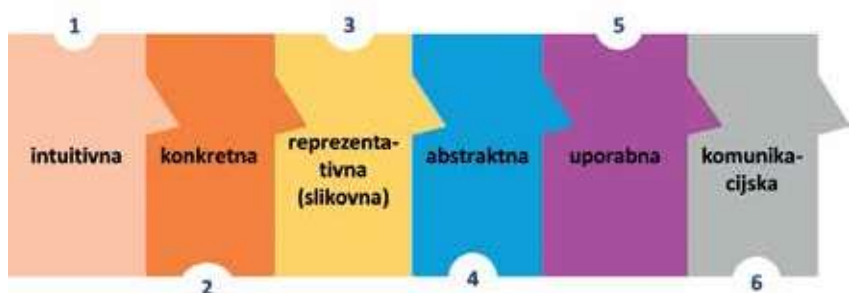 1
intuitivna
2
konkretna
3
reprezenta-
tivna
(slikovna)
4
abstraktna
5
uporabna
6
komunika-
cijska